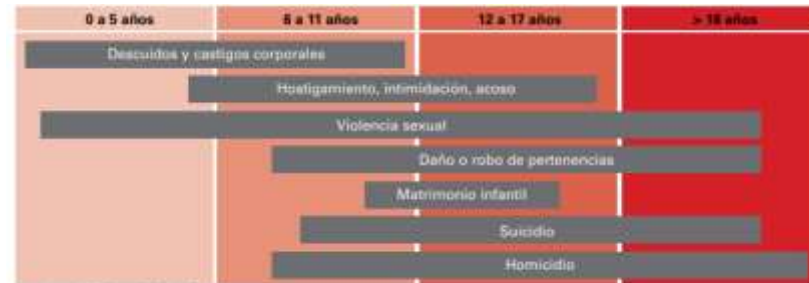 0 a 5 años
6 a 11 años
12 a 17 años
> 18 años
Descuidos y castigos corporales
Hostigamiento, intimidación, acoso
Violencia sexual
Daño o robo de pertenencias
Matrimonio infantil
Suicidio
Homicidio